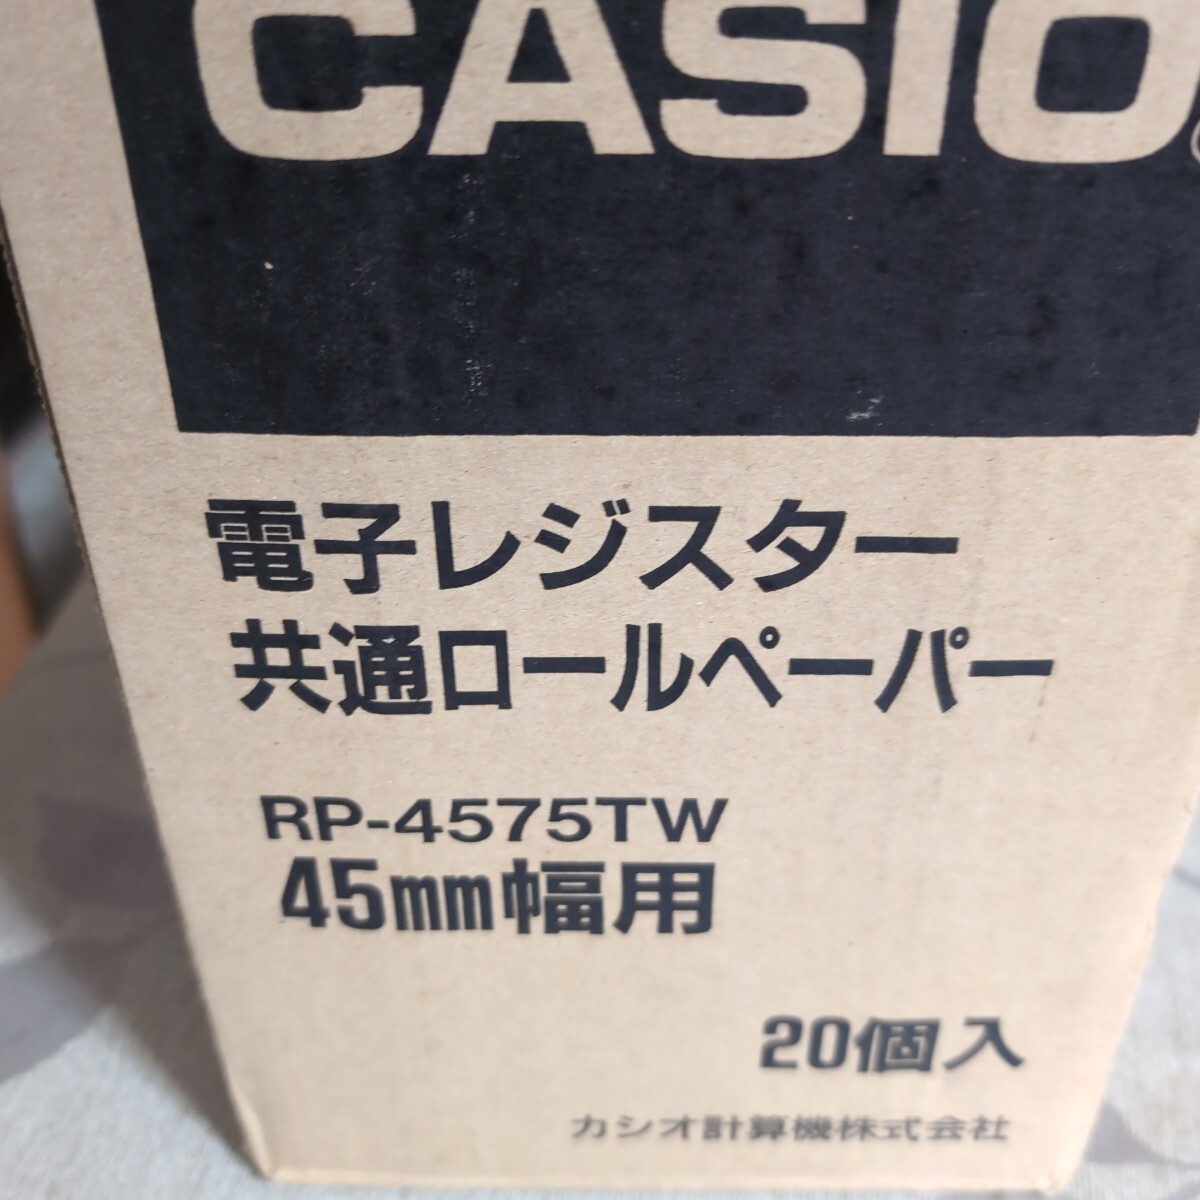 CASIO
電子レジスター
共通ロールペーパー
RP-4575TW
45mm幅用
20個入
カシオ計算機株式会社